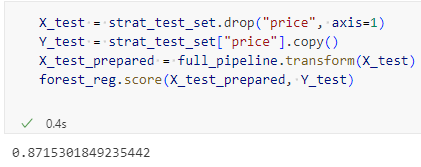 X_test = strat_test_set.drop("price", axis=1)
Y_test = strat_test_set["price"].copy()
X_test_prepared = full_pipeline.transform(X_test)
forest_reg.score(X_test_prepared, Y_test)
0.4s
0.8715301849235442